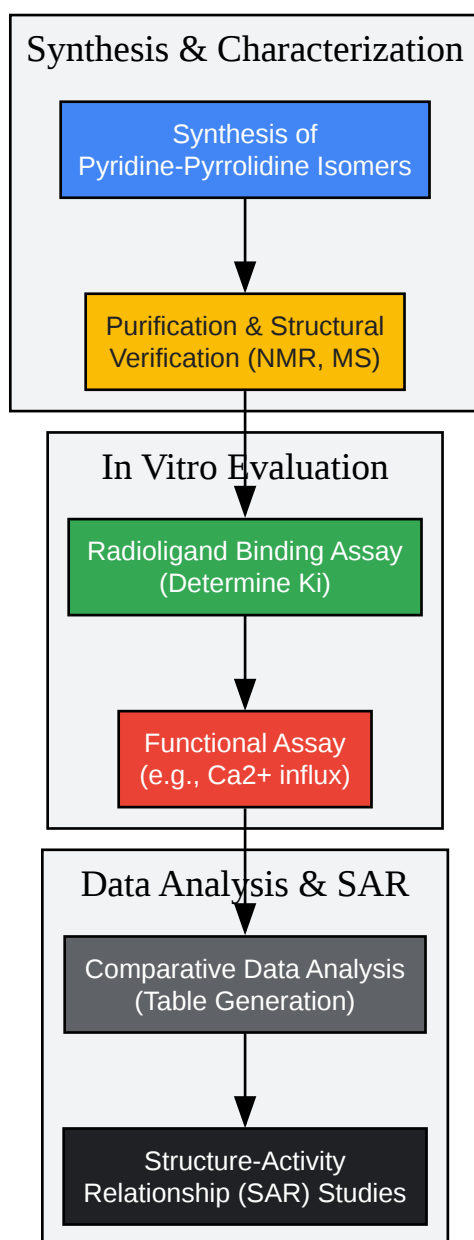 Synthesis & Characterization
Synthesis of
Pyridine-Pyrrolidine Isomers
Purification & Structural
Verification (NMR, MS)
In Vitro Evaluation
Radioligand Binding Assay
(Determine Ki)
Functional Assay
(e.g., Ca2+ influx)
Data Analysis & SAR
Comparative Data Analysis
(Table Generation)
Structure-Activity
Relationship (SAR) Studies